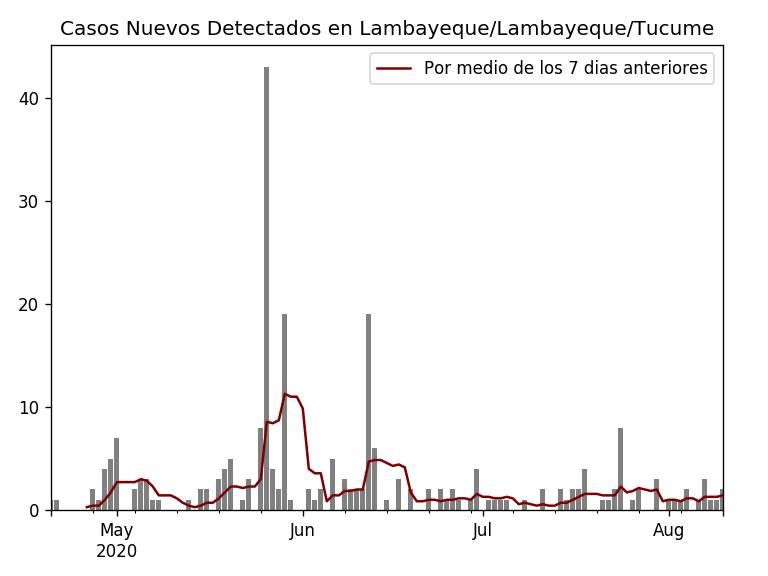 Casos Nuevos Detectados en Lambayeque/Lambayeque/Tucume
Por medio de los 7 dias anteriores
40
30
20
10
0
May Jun Jul Aug
2020